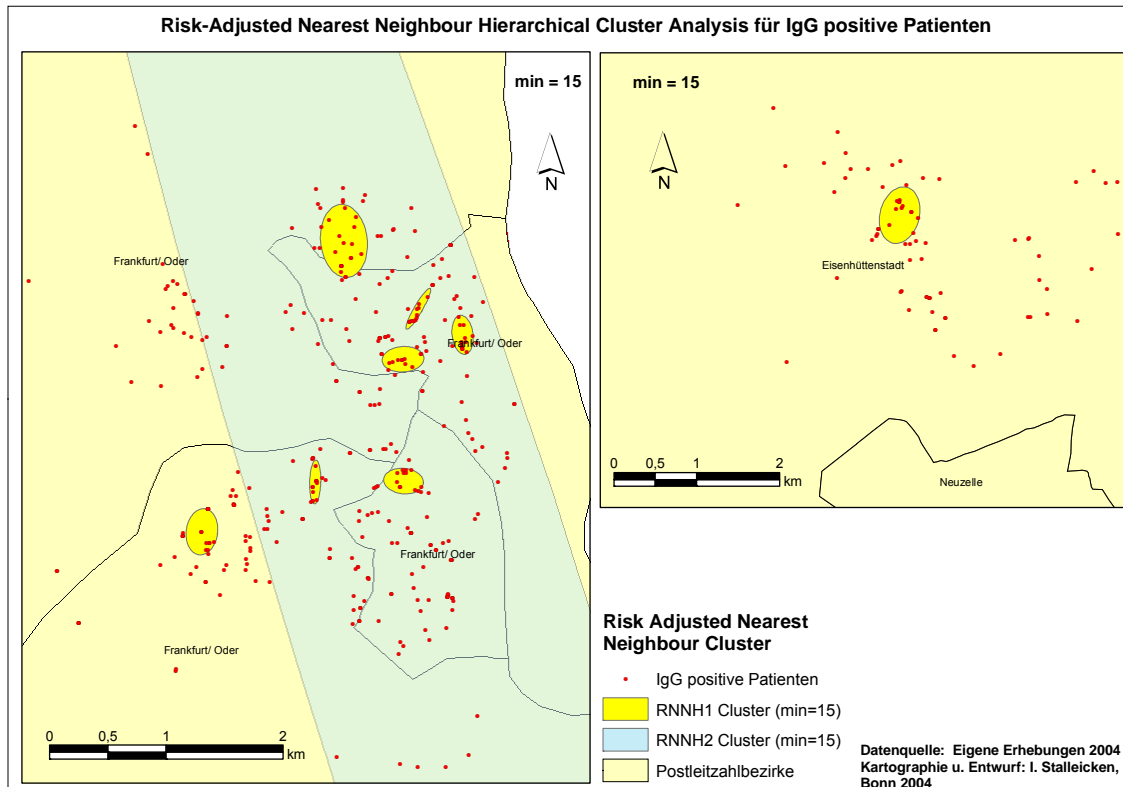 Risk-Adjusted Nearest Neighbour Hierarchical Cluster Analysis für IgG positive Patienten
min = 15
N
Frankfurt/ Oder
Frankfurt/ Oder
Frankfurt/ Oder
Frankfurt/ Oder
0 0,5 1 2
km
min = 15
N
Eisenhüttenstadt
0 0,5 1 2
km
Neuzelle
Risk Adjusted Nearest
Neighbour Cluster
IgG positive Patienten
RNNH1 Cluster (min=15)
RNNH2 Cluster (min=15)
Postleitzahlbezirke
Datenquelle: Eigene Erhebungen 2004
Kartographie u. Entwurf: I. Stalleicken,
Bonn 2004